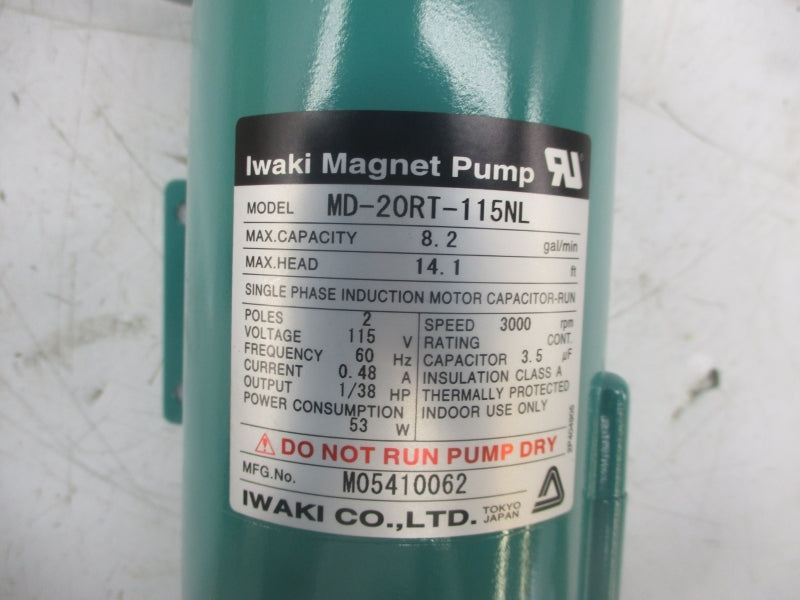 Iwaki Magnet Pump RU
MODEL MD-20RT-115NL
MAX.CAPACITY 8.2 gal/min
MAX.HEAD 14.1 ft
SINGLE PHASE INDUCTION MOTOR CAPACITOR-RUN
POLES 2
VOLTAGE 115 V
FREQUENCY 60 Hz
CURRENT 0.48 A
OUTPUT 1/38 HP
POWER CONSUMPTION
53 W
SPEED 3000 rpm
RATING CONT.
CAPACITOR 3.5 μF
INSULATION CLASS A
THERMALLY PROTECTED
INDOOR USE ONLY
DO NOT RUN PUMP DRY
MFG.No. M05410062
IWAKI CO.,LTD. TOKYO JAPAN